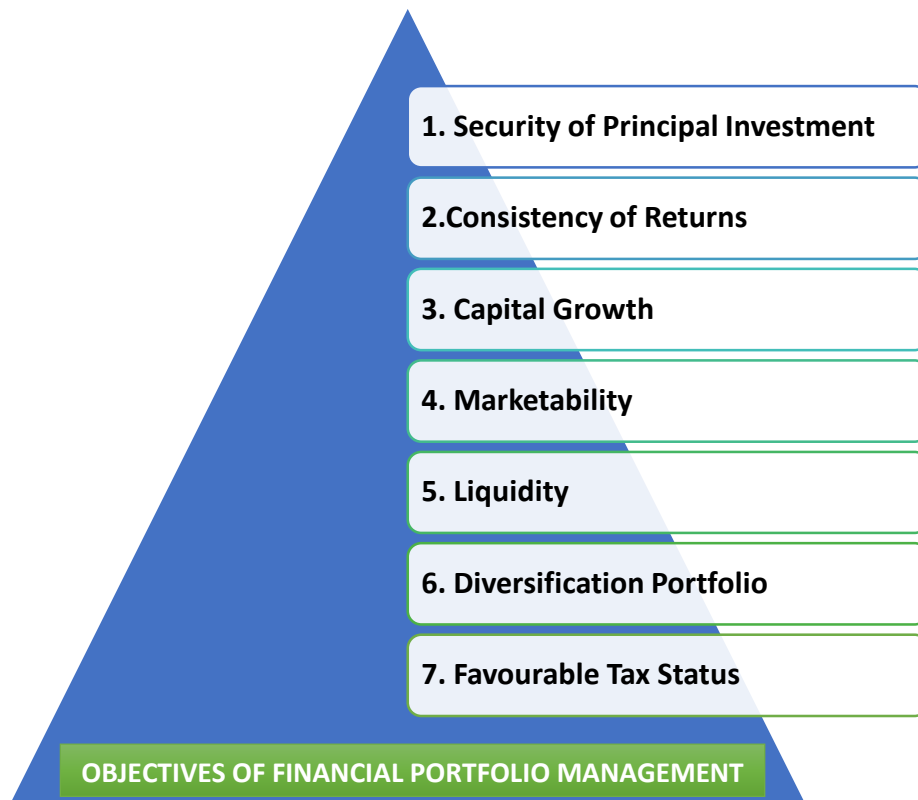 1. Security of Principal Investment
2.Consistency of Returns
3. Capital Growth
4. Marketability
5. Liquidity
6. Diversification Portfolio
7. Favourable Tax Status
OBJECTIVES OF FINANCIAL PORTFOLIO MANAGEMENT